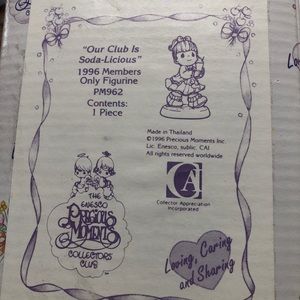 "Our Club Is
Soda-Licious"
1996 Members
Only Figurine
PM962
Contents:
1 Piece
Made in Thailand
©1996 Precious Moments Inc.
Lic. Enesco, sublic. CAI
All rights reserved worldwide
CAI
Collector Appreciation
Incorporated
THE
ENESCO
PRECIOUS
MOMENTS
COLLECTORS'
CLUB
Loving, Caring
and Sharing